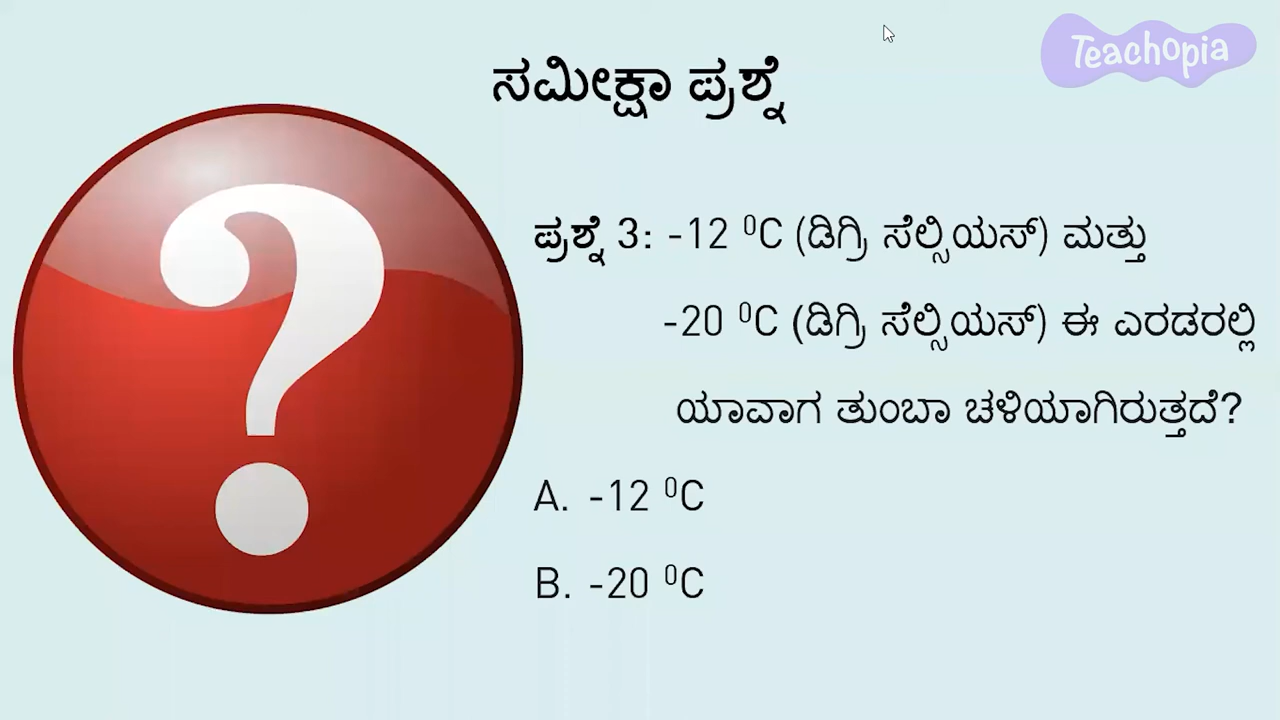 Teachopia
ಸಮೀಕ್ಷಾ ಪ್ರಶ್ನೆ
ಪ್ರಶ್ನೆ 3: -12 ⁰C (ಡಿಗ್ರಿ ಸೆಲ್ಸಿಯಸ್) ಮತ್ತು
-20 ⁰C (ಡಿಗ್ರಿ ಸೆಲ್ಸಿಯಸ್) ಈ ಎರಡರಲ್ಲಿ
ಯಾವಾಗ ತುಂಬಾ ಚಳಿಯಾಗಿರುತ್ತದೆ?
A. -12 ⁰C
B. -20 ⁰C